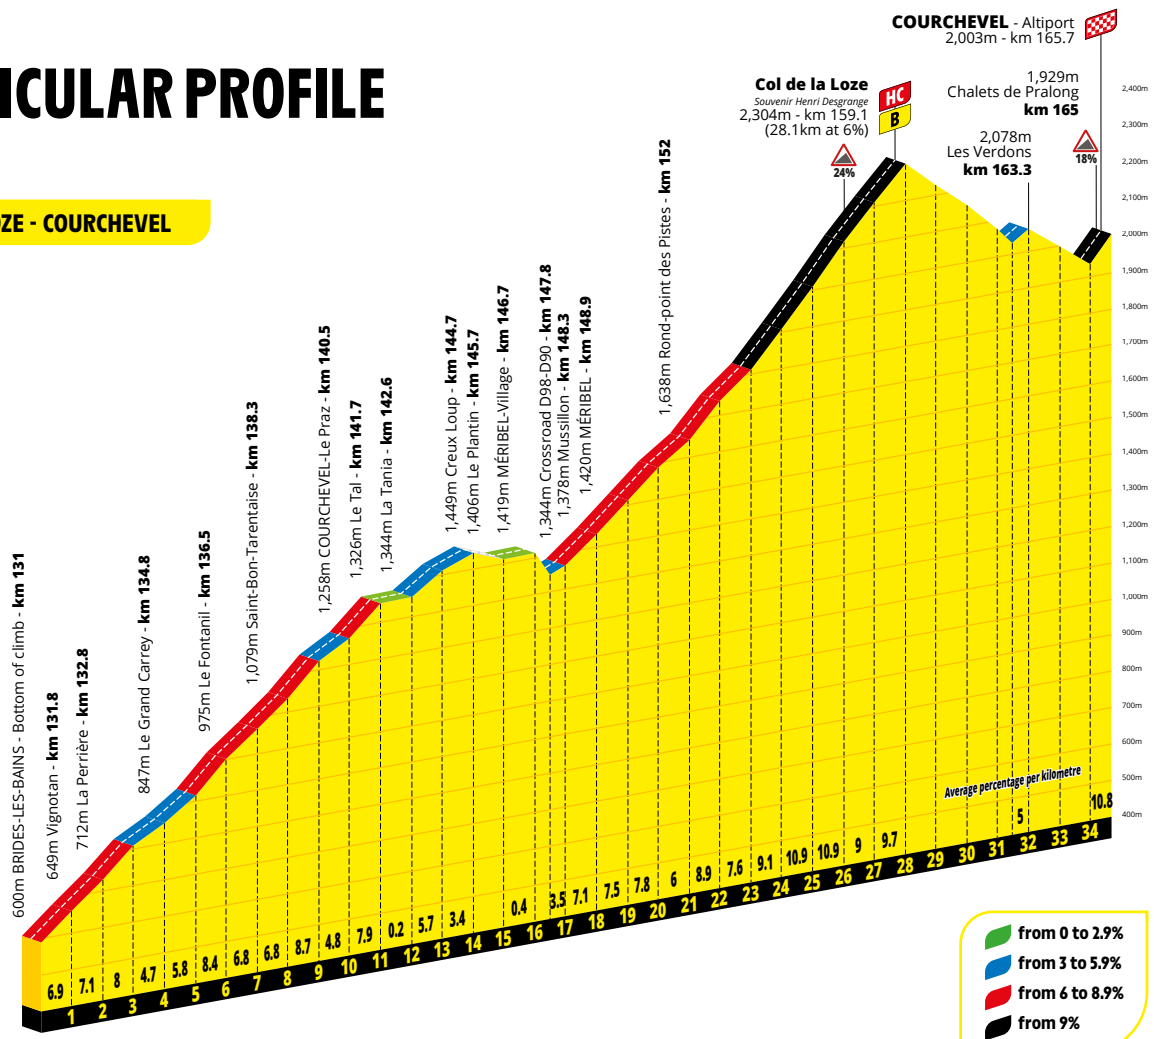 ICULAR PROFILE
OZE - COURCHEVEL
COURCHEVEL - Altiport
2,003m - km 165.7
Col de la Loze
Souvenir Henri Desgrange
2,304m - km 159.1
(28.1km at 6%)
HC
B
1,929m
Chalets de Pralong
km 165
2,078m
Les Verdons
km 163.3
24%
18%
600m BRIDES-LES-BAINS - Bottom of climb - km 131
649m Vignotan - km 131.8
712m La Perrière - km 132.8
847m Le Grand Carrey - km 134.8
975m Le Fontanil - km 136.5
1,079m Saint-Bon-Tarentaise - km 138.3
1,258m COURCHEVEL-Le Praz - km 140.5
1,326m Le Tal - km 141.7
1,344m La Tania - km 142.6
1,449m Creux Loup - km 144.7
1,406m Le Plantin - km 145.7
1,419m MÉRIBEL-Village - km 146.7
1,344m Crossroad D98-D90 - km 147.8
1,378m Mussillon - km 148.3
1,420m MÉRIBEL - km 148.9
1,638m Rond-point des Pistes - km 152
2,400m
2,300m
2,200m
2,100m
2,000m
1,900m
1,800m
1,700m
1,600m
1,500m
1,400m
1,300m
1,200m
1,100m
1,000m
900m
800m
700m
600m
500m
400m
Average percentage per kilometre
6.9 7.1 8 4.7 5.8 8.4 6.8 6.8 8.7 4.8 7.9 0.2 5.7 3.4 0.4 3.5 7.1 7.5 7.8 6 8.9 7.6 9.1 10.9 10.9 9 9.7 5 10.8
1 2 3 4 5 6 7 8 9 10 11 12 13 14 15 16 17 18 19 20 21 22 23 24 25 26 27 28 29 30 31 32 33 34
from 0 to 2.9%
from 3 to 5.9%
from 6 to 8.9%
from 9%